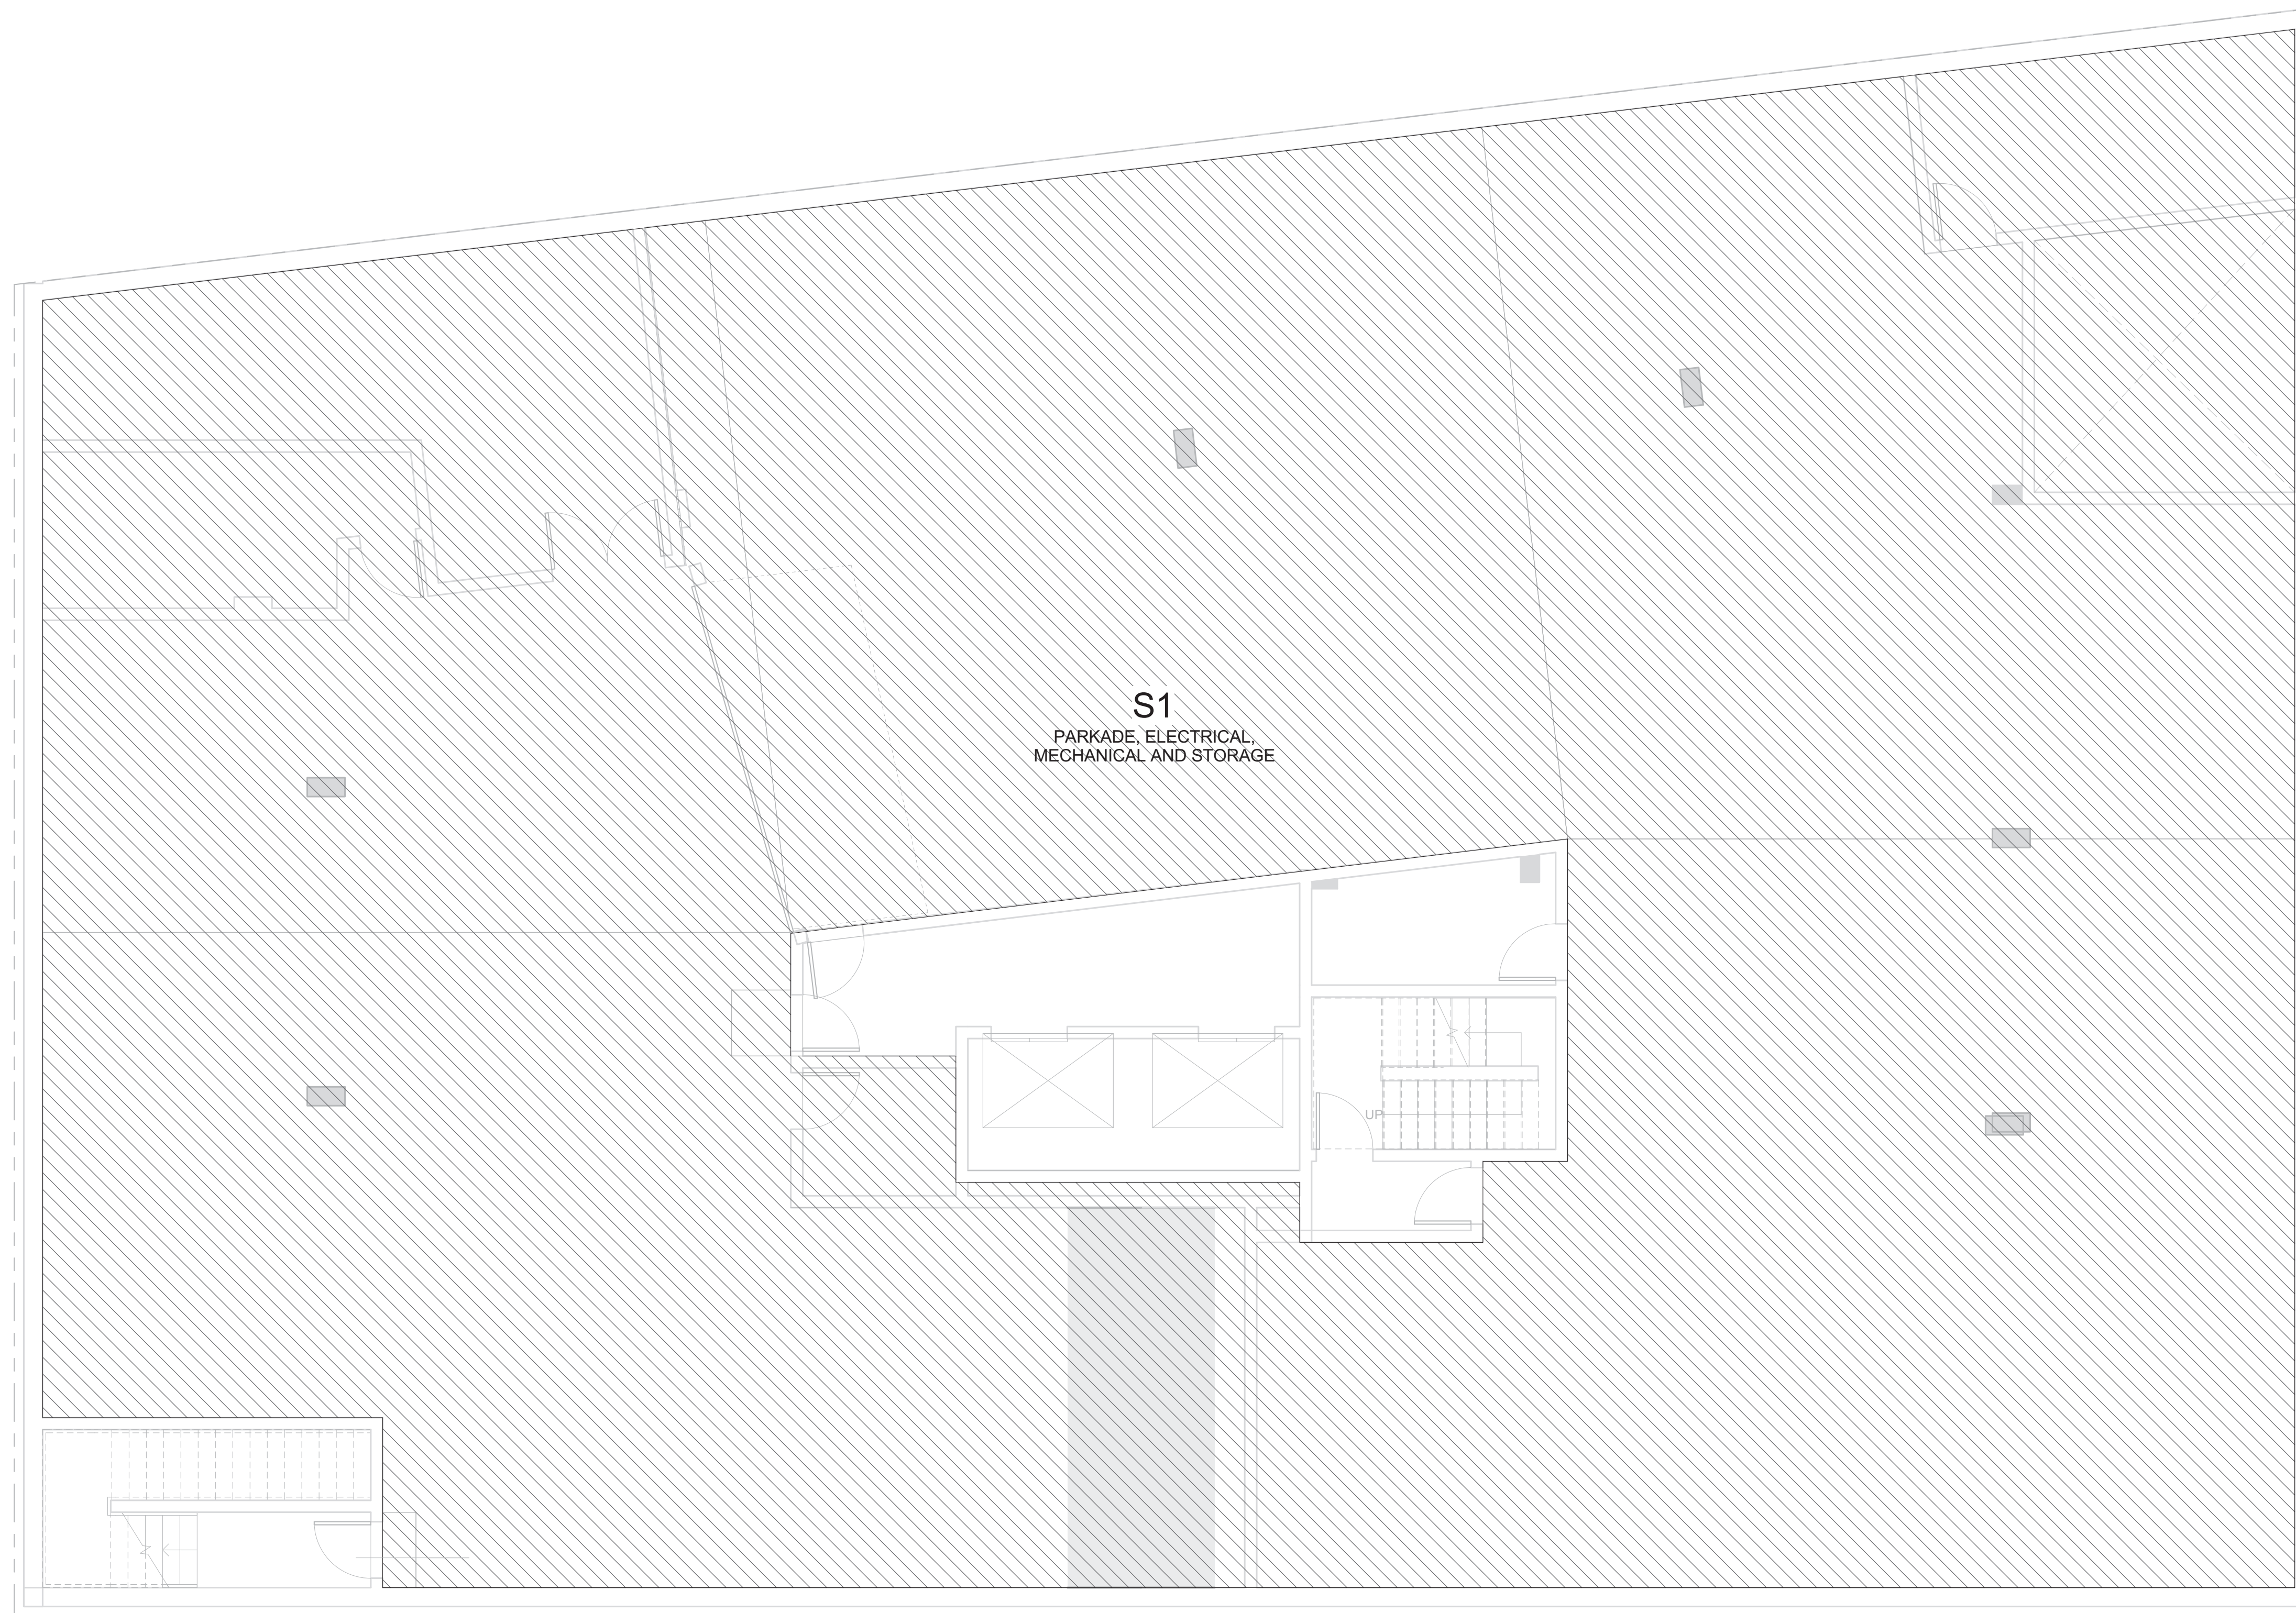 S1
PARKADE, ELECTRICAL,
MECHANICAL AND STORAGE
UP